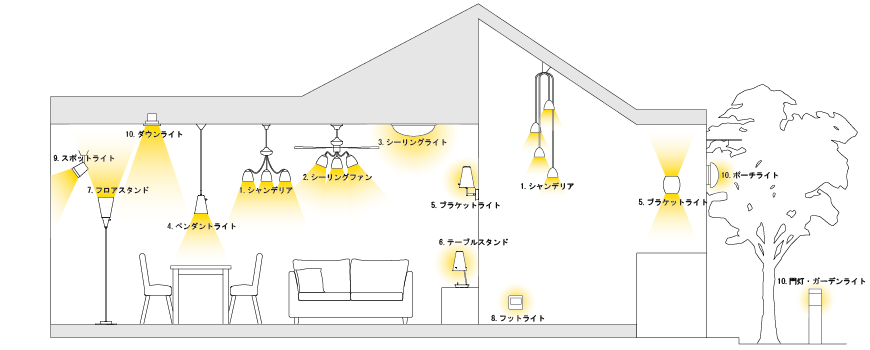 10.ダウンライト
3.シーリングライト
9.スポットライト
7.フロアスタンド
1.シャンデリア
2.シーリングファン
10.ポーチライト
1.シャンデリア
5.ブラケットライト
5.ブラケットライト
4.ペンダントライト
6.テーブルスタンド
10.門灯・ガーデンライト
8.フットライト